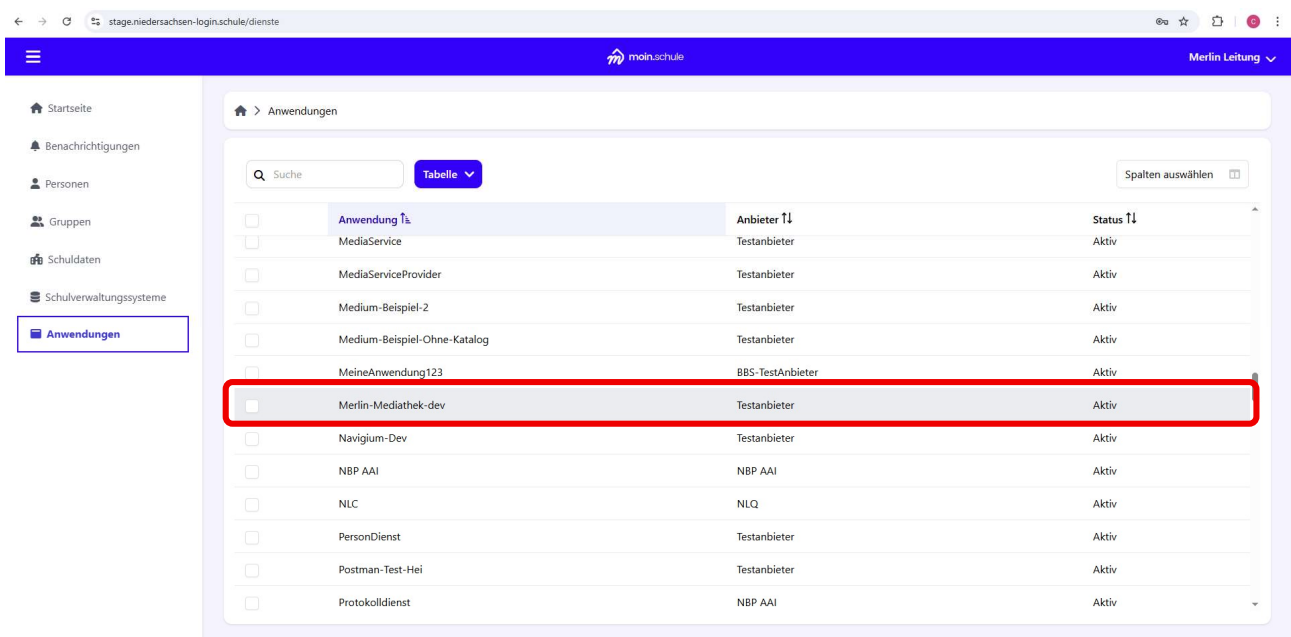 stage.niedersachsen-login.schule/dienste
C
moin.schule
Merlin Leitung
Startseite
Benachrichtigungen
Personen
Gruppen
Schuldaten
Schulverwaltungssysteme
Anwendungen
Anwendungen
Suche
Tabelle
Spalten auswählen
Anwendung Anbieter Status
MediaService Testanbieter Aktiv
MediaServiceProvider Testanbieter Aktiv
Medium-Beispiel-2 Testanbieter Aktiv
Medium-Beispiel-Ohne-Katalog Testanbieter Aktiv
MeineAnwendung123 BBS-TestAnbieter Aktiv
Merlin-Mediathek-dev Testanbieter Aktiv
Navigium-Dev Testanbieter Aktiv
NBP AAI NBP AAI Aktiv
NLC NLQ Aktiv
PersonDienst Testanbieter Aktiv
Postman-Test-Hei Testanbieter Aktiv
Protokolldienst NBP AAI Aktiv